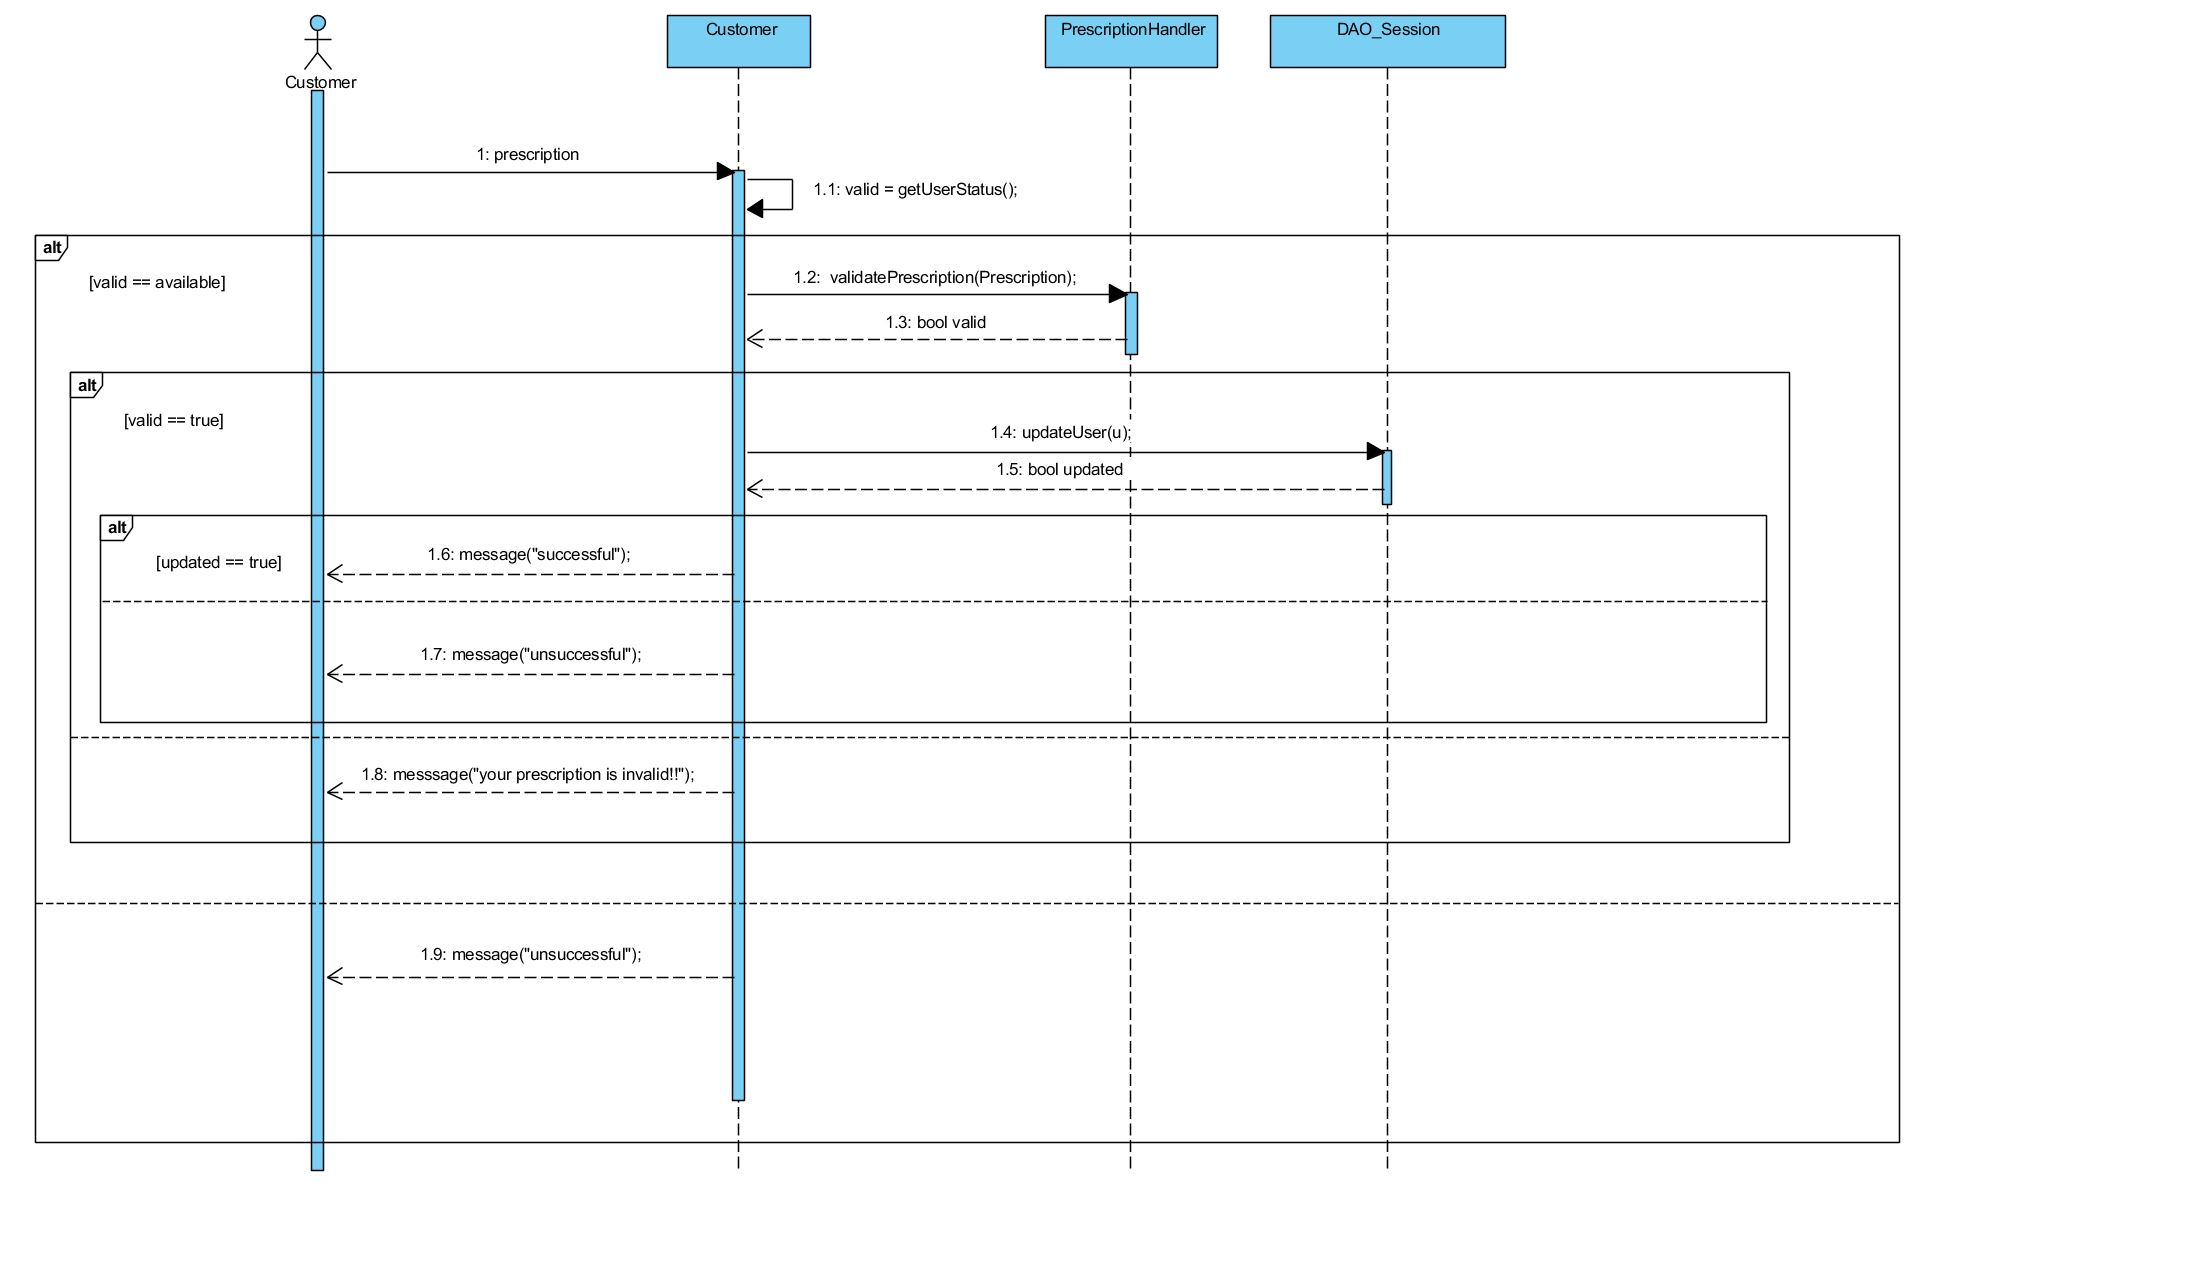 Customer
Customer
PrescriptionHandler
DAO_Session
1: prescription
1.1: valid = getUserStatus();
alt
[valid == available]
1.2:  validatePrescription(Prescription);
1.3: bool valid
alt
[valid == true]
1.4: updateUser(u);
1.5: bool updated
alt
[updated == true]
1.6: message("successful");
1.7: message("unsuccessful");
1.8: messsage("your prescription is invalid!!");
1.9: message("unsuccessful");